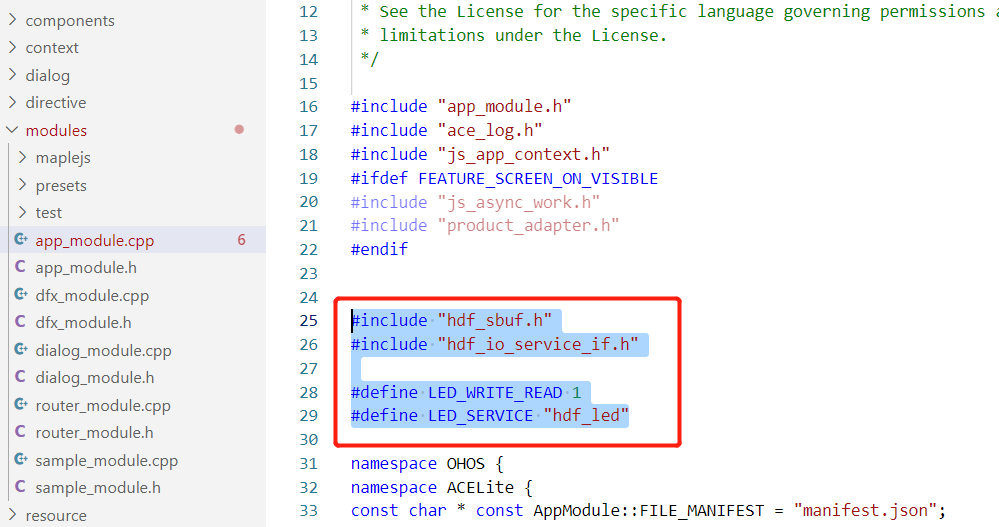 components
context
dialog
directive
modules
maplejs
presets
test
app_module.cpp 6
app_module.h
dfx_module.cpp
dfx_module.h
dialog_module.cpp
dialog_module.h
router_module.cpp
router_module.h
sample_module.cpp
sample_module.h
resource
12 * See the License for the specific language governing permissions a
13 * limitations under the License.
14 */
15
16 #include "app_module.h"
17 #include "ace_log.h"
18 #include "js_app_context.h"
19 #ifdef FEATURE_SCREEN_ON_VISIBLE
20 #include "js_async_work.h"
21 #include "product_adapter.h"
22 #endif
23
24
25 #include "hdf_sbuf.h"
26 #include "hdf_io_service_if.h"
27
28 #define LED_WRITE_READ 1
29 #define LED_SERVICE "hdf_led"
30
31 namespace OHOS {
32 namespace ACELite {
33 const char * const AppModule::FILE_MANIFEST = "manifest.json";